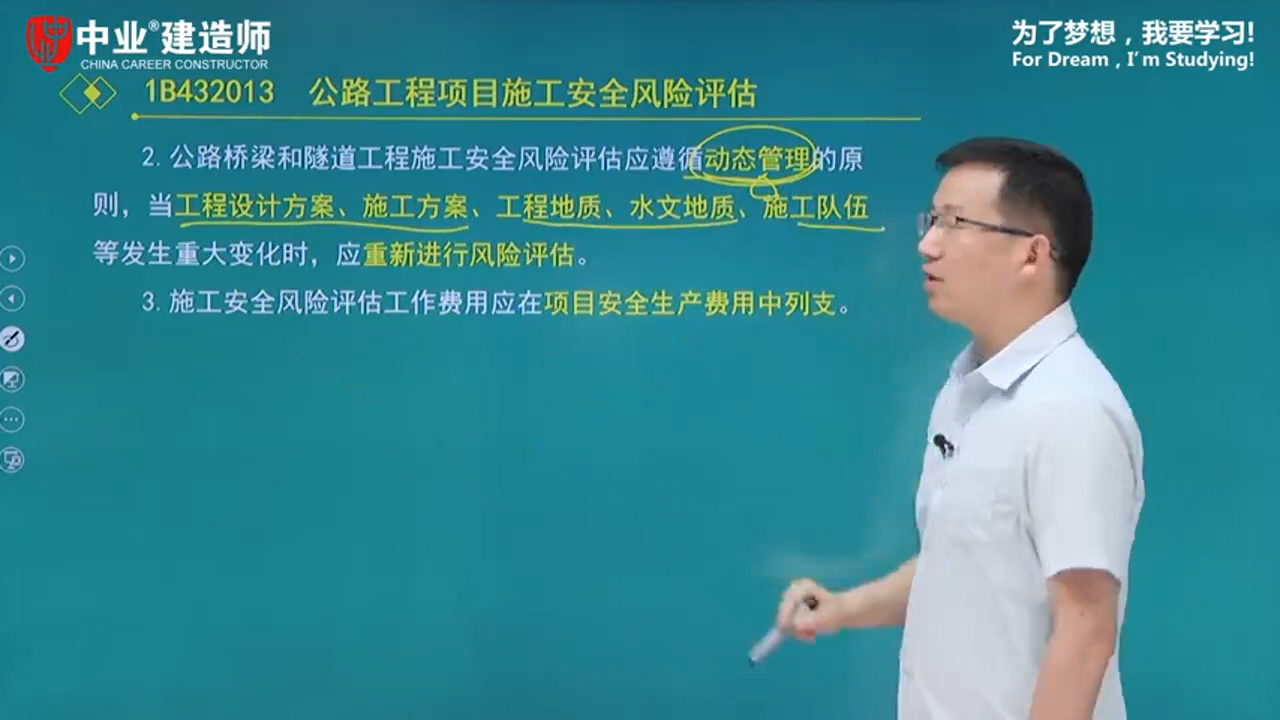 中业®建造师
CHINA CAREER CONSTRUCTOR
为了梦想，我要学习!
For Dream , I'm Studying!
1B432013 公路工程项目施工安全风险评估
2. 公路桥梁和隧道工程施工安全风险评估应遵循动态管理的原
则，当工程设计方案、施工方案、工程地质、水文地质、施工队伍
等发生重大变化时，应重新进行风险评估。
3. 施工安全风险评估工作费用应在项目安全生产费用中列支。